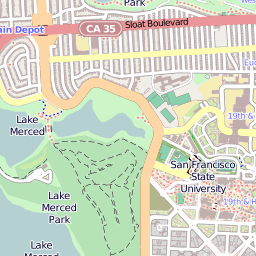 Park
Sloat Boulevard
ain Depot
CA 35
Euc
19th &
Lake
Merced
San Francisco
State
University
Lake
Merced
Park
19th & H
Lake
Merced